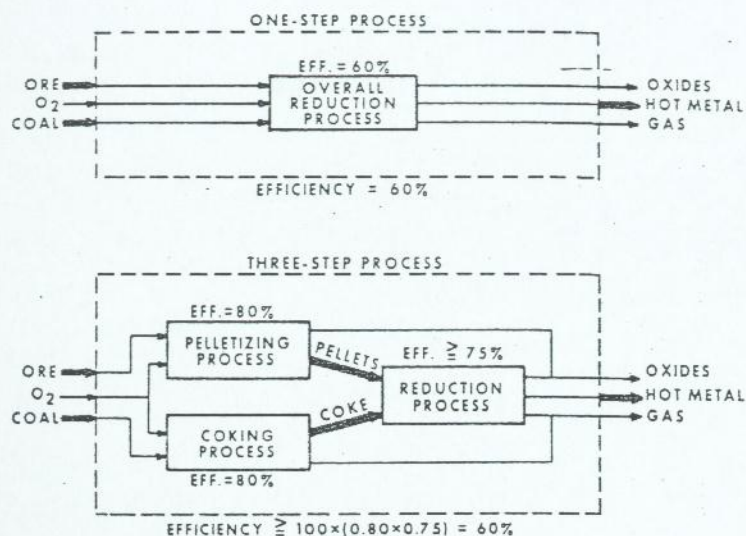 ONE-STEP PROCESS
EFF. = 60%
ORE
O2
COAL
OVERALL
REDUCTION
PROCESS
OXIDES
HOT METAL
GAS
EFFICIENCY = 60%
THREE-STEP PROCESS
EFF.=80%
PELLETIZING
PROCESS
PELLETS
EFF. ≧ 75%
ORE
O2
COAL
REDUCTION
PROCESS
OXIDES
HOT METAL
GAS
COKE
COKING
PROCESS
EFF.=80%
EFFICIENCY ≧ 100×(0.80×0.75) = 60%